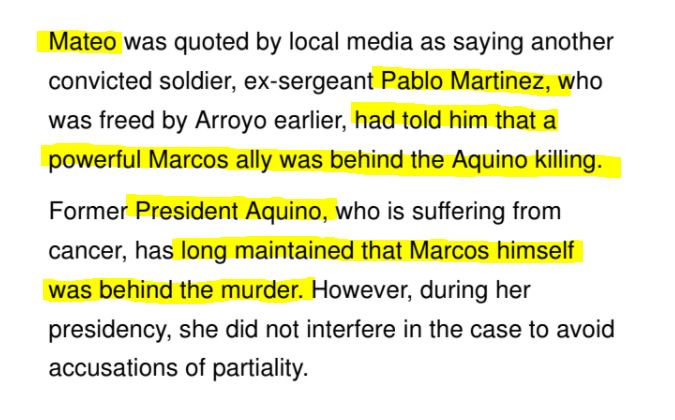 Mateo was quoted by local media as saying another
convicted soldier, ex-sergeant Pablo Martinez, who
was freed by Arroyo earlier, had told him that a
powerful Marcos ally was behind the Aquino killing.
Former President Aquino, who is suffering from
cancer, has long maintained that Marcos himself
was behind the murder. However, during her
presidency, she did not interfere in the case to avoid
accusations of partiality.